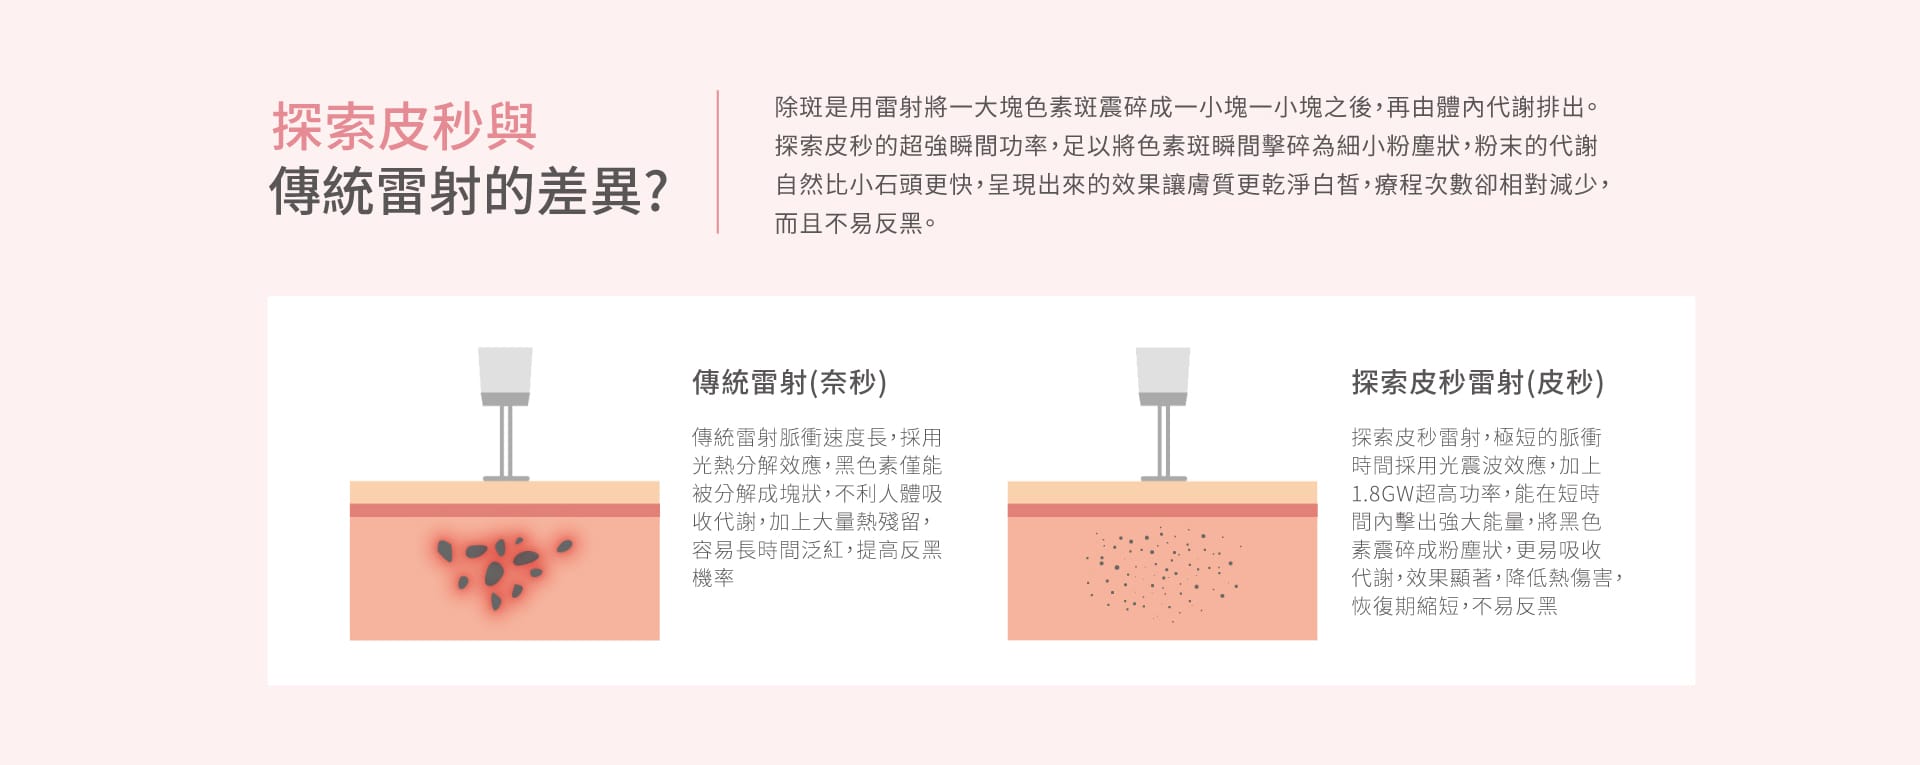 探索皮秒與
傳統雷射的差異?
除斑是用雷射將一大塊色素斑震碎成一小塊一小塊之後,再由體內代謝排出。
探索皮秒的超強瞬間功率,足以將色素斑瞬間擊碎為細小粉塵狀,粉末的代謝
自然比小石頭更快,呈現出來的效果讓膚質更乾淨白皙,療程次數卻相對減少,
而且不易反黑。
傳統雷射(奈秒)
傳統雷射脈衝速度長,採用
光熱分解效應,黑色素僅能
被分解成塊狀,不利人體吸
收代謝,加上大量熱殘留,
容易長時間泛紅,提高反黑
機率
探索皮秒雷射(皮秒)
探索皮秒雷射,極短的脈衝
時間採用光震波效應,加上
1.8GW超高功率,能在短時
間內擊出強大能量,將黑色
素震碎成粉塵狀,更易吸收
代謝,效果顯著,降低熱傷害,
恢復期縮短,不易反黑